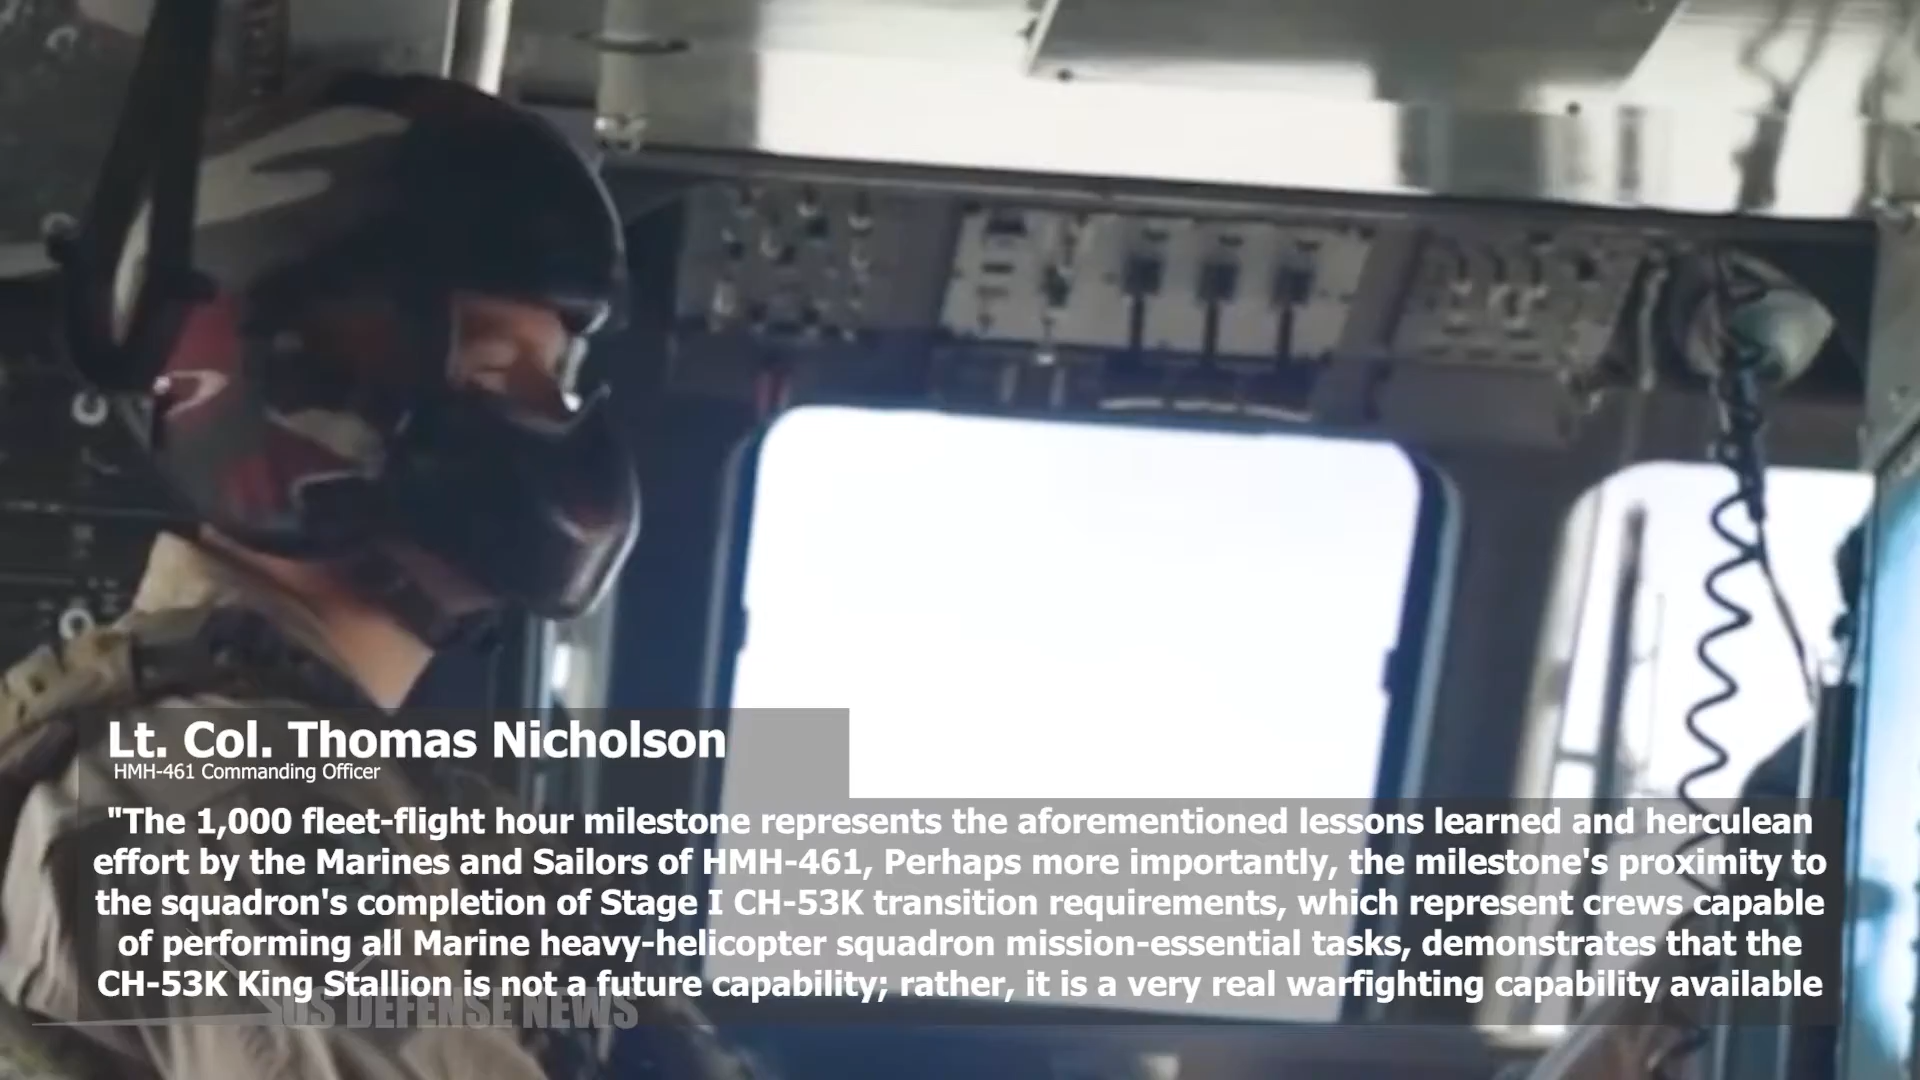 Lt. Col. Thomas Nicholson
HMH-461 Commanding Officer
"The 1,000 fleet-flight hour milestone represents the aforementioned lessons learned and herculean
effort by the Marines and Sailors of HMH-461, Perhaps more importantly, the milestone's proximity to
the squadron's completion of Stage I CH-53K transition requirements, which represent crews capable
of performing all Marine heavy-helicopter squadron mission-essential tasks, demonstrates that the
CH-53K King Stallion is not a future capability; rather, it is a very real warfighting capability available
US DEFENSE NEWS